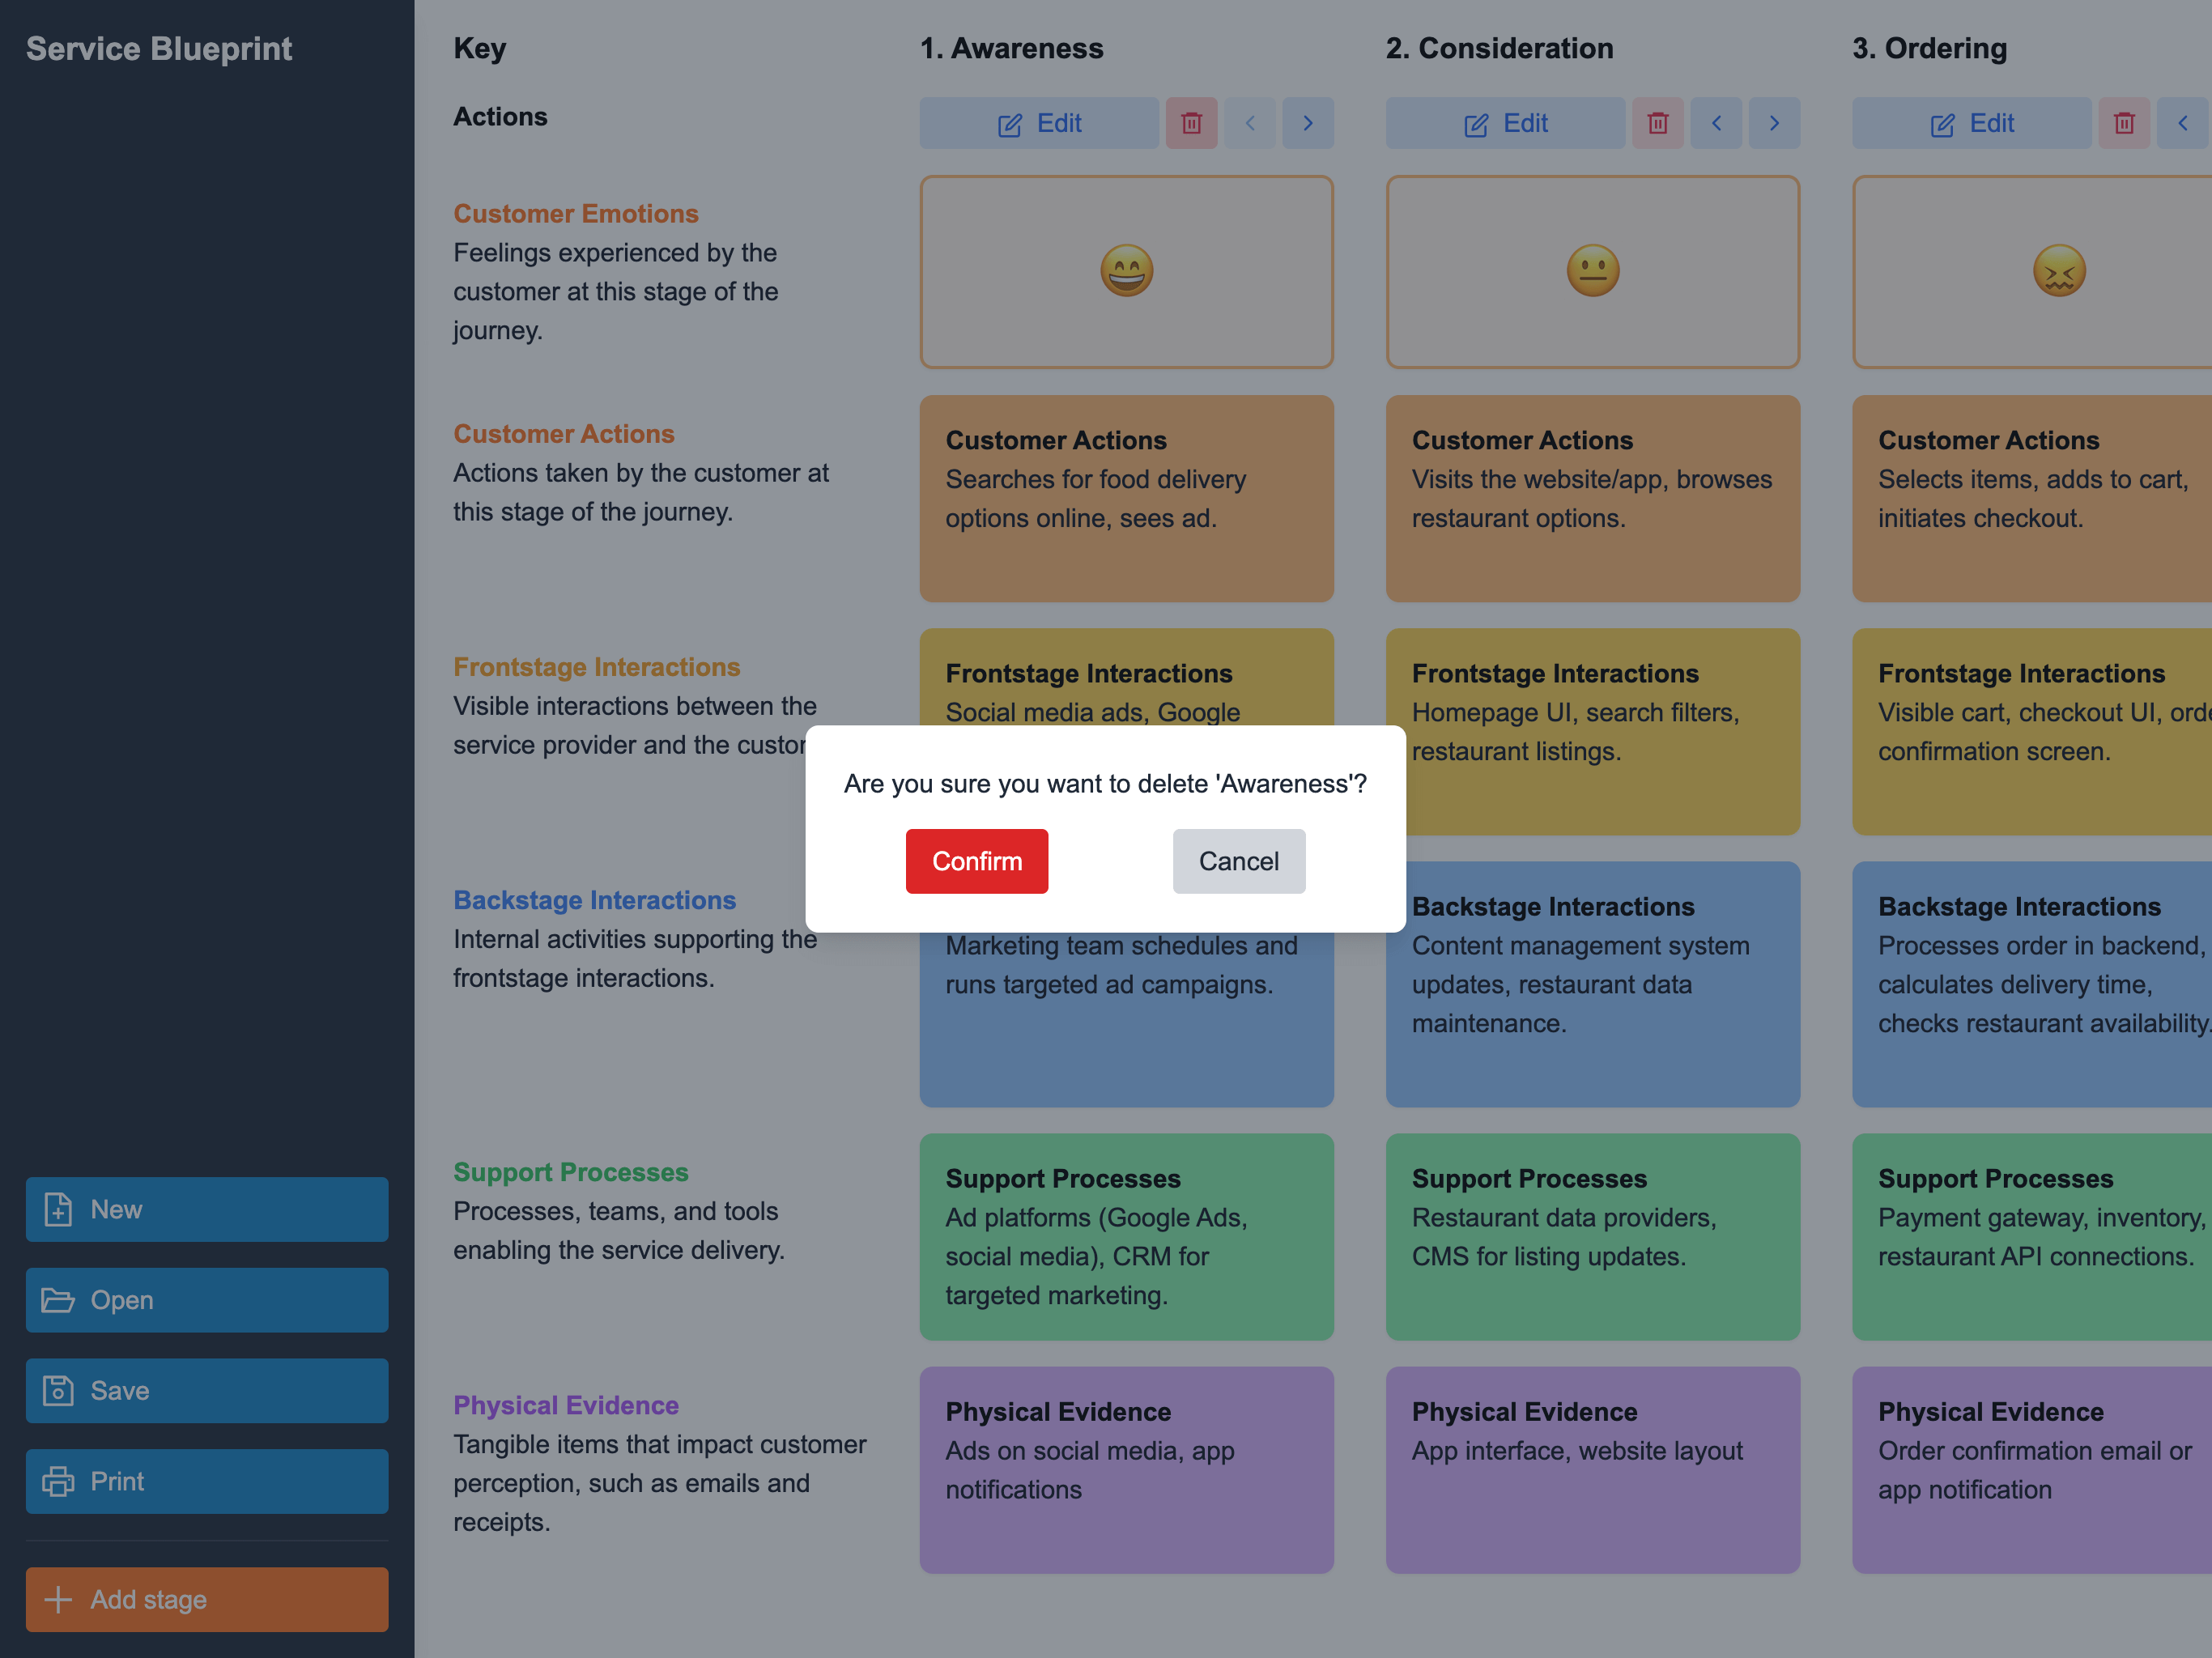 Service Blueprint
New
Open
Save
Print
Add stage
Key
Actions
Customer Emotions
Feelings experienced by the
customer at this stage of the
journey.
Customer Actions
Actions taken by the customer at
this stage of the journey.
Frontstage Interactions
Visible interactions between the
service provider and the
Backstage Interactions
Internal activities supporting the
frontstage interactions.
Support Processes
Processes, teams, and tools
enabling the service delivery.
Physical Evidence
Tangible items that impact customer
perception, such as emails and
receipts.
1. Awareness
Edit
Customer Actions
Searches for food delivery
options online, sees ad.
Frontstage Interactions
Social media ads, Google
Marketing team schedules and
runs targeted ad campaigns.
Support Processes
Ad platforms (Google Ads,
social media), CRM for
targeted marketing.
Physical Evidence
Ads on social media, app
notifications
2. Consideration
Edit
Customer Actions
Visits the website/app, browses
restaurant options.
Frontstage Interactions
Homepage UI, search filters,
restaurant listings.
Backstage Interactions
Content management system
updates, restaurant data
maintenance.
Support Processes
Restaurant data providers,
CMS for listing updates.
Physical Evidence
App interface, website layout
3. Ordering
Edit
Customer Actions
Selects items, adds to cart,
initiates checkout.
Frontstage Interactions
Visible cart, checkout UI,
confirmation screen.
Backstage Interactions
Processes order in backend,
calculates delivery time,
checks restaurant availability.
Support Processes
Payment gateway, inventory,
restaurant API connections.
Physical Evidence
Order confirmation email or
app notification
Are you sure you want to delete 'Awareness'?
Confirm
Cancel